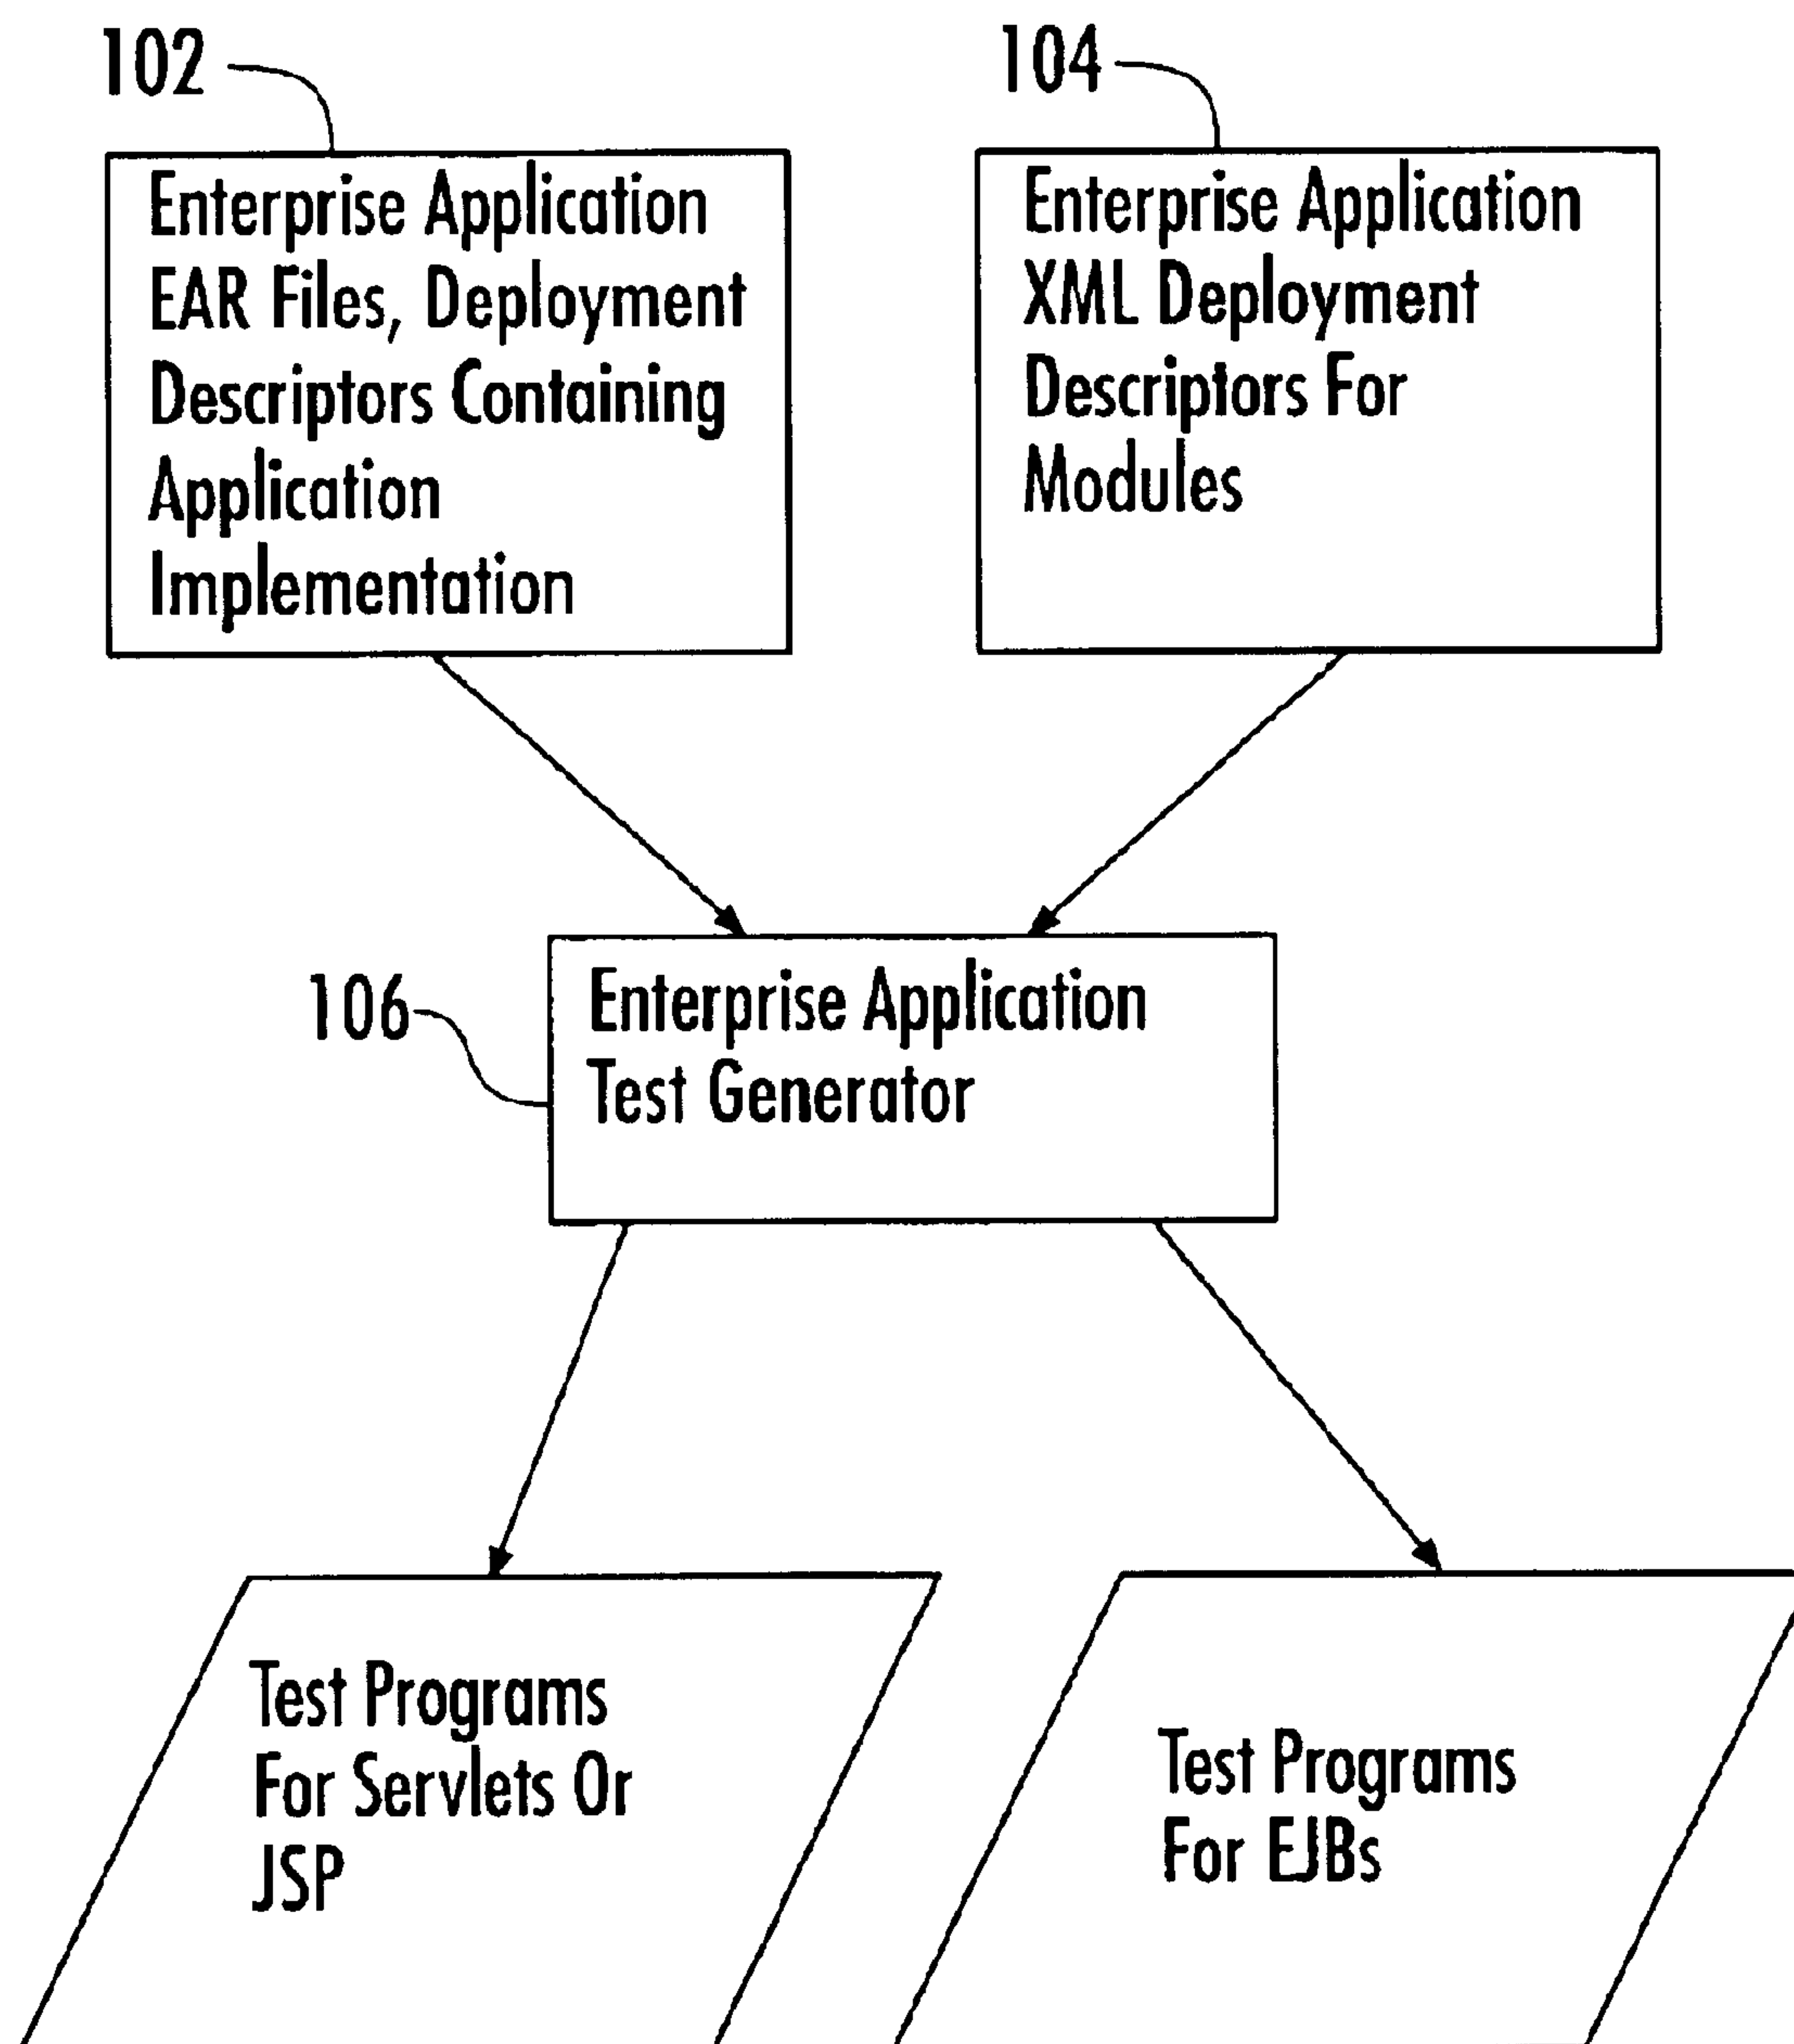 102
Enterprise Application
EAR Files, Deployment
Descriptors Containing
Application
Implementation
104
Enterprise Application
XML Deployment
Descriptors For
Modules
106
Enterprise Application
Test Generator
Test Programs
For Servlets Or
JSP
Test Programs
For EJBs